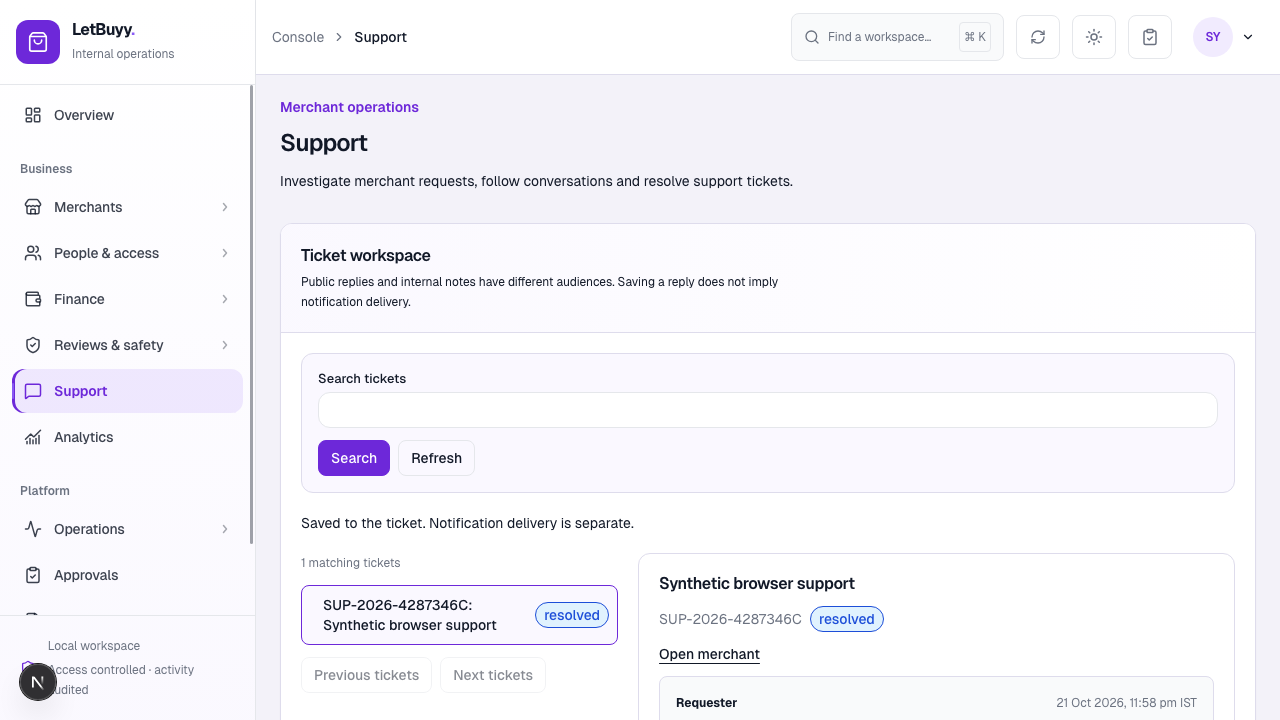 LetBuyy.
Internal operations
Overview
Business
Merchants
People & access
Finance
Reviews & safety
Support
Analytics
Platform
Operations
Approvals
Local workspace
Access controlled · activity
audited
N
Console > Support
Find a workspace...
⌘ K
SY
Merchant operations
Support
Investigate merchant requests, follow conversations and resolve support tickets.
Ticket workspace
Public replies and internal notes have different audiences. Saving a reply does not imply
notification delivery.
Search tickets
Search
Refresh
Saved to the ticket. Notification delivery is separate.
1 matching tickets
SUP-2026-4287346C:
Synthetic browser support
resolved
Previous tickets
Next tickets
Synthetic browser support
SUP-2026-4287346C
resolved
Open merchant
Requester
21 Oct 2026, 11:58 pm IST